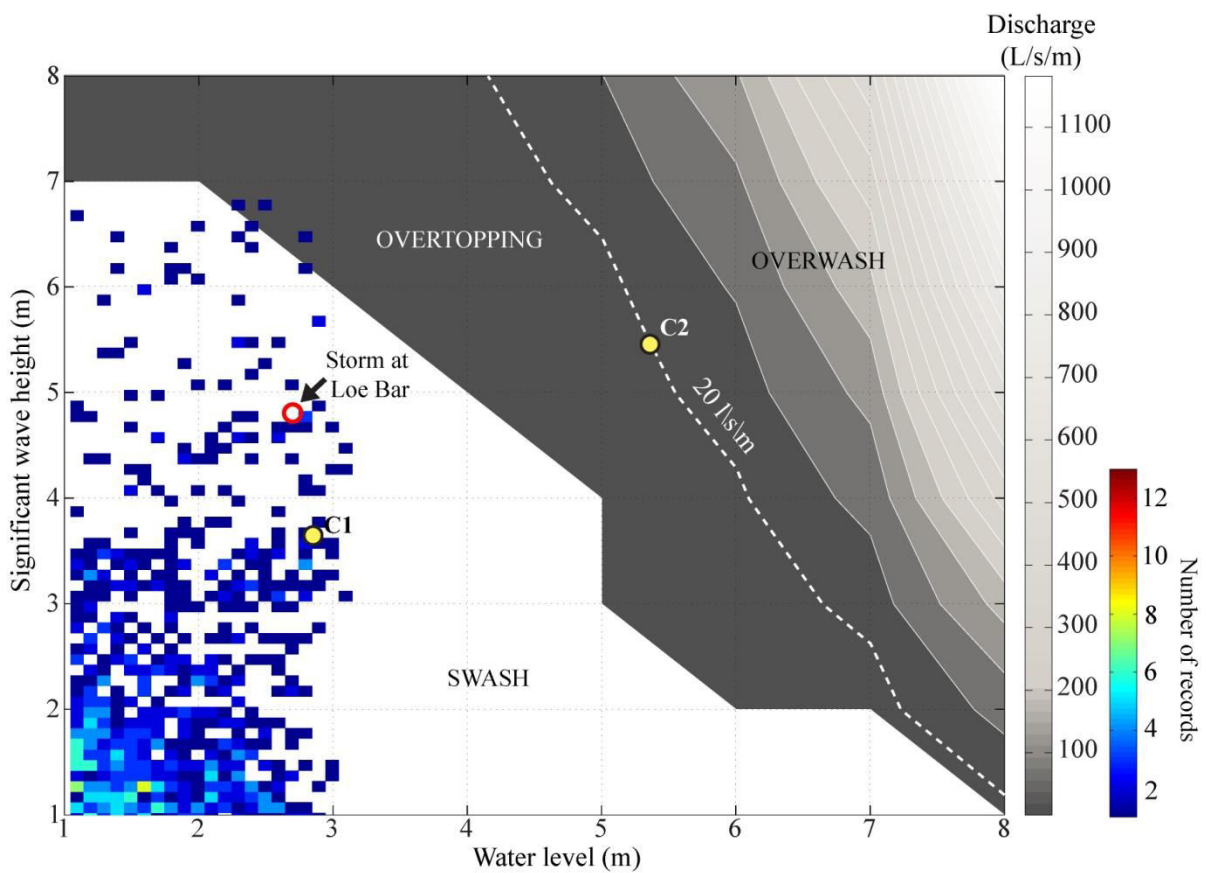 Discharge
(L/s/m)
8
7
6
5
4
3
2
1
Significant wave height (m)
OVERTOPPING
OVERWASH
C2
Storm at
Loe Bar
20 l\s\m
C1
SWASH
1 2 3 4 5 6 7 8
Water level (m)
1100
1000
900
800
700
600
500
400
300
200
100
12
10
8
6
4
2
Number of records